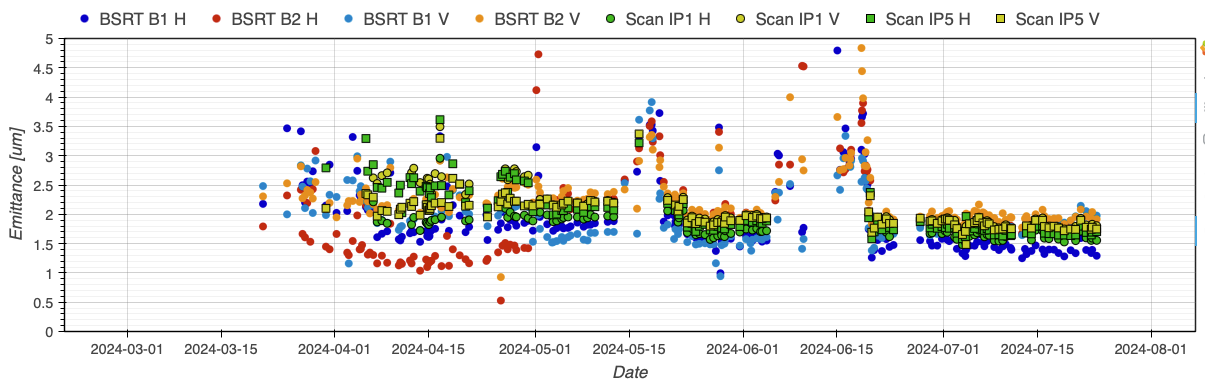 BSRT B1 H BSRT B2 H BSRT B1 V BSRT B2 V Scan IP1 H Scan IP1 V Scan IP5 H Scan IP5 V
5
4.5
4
3.5
3
2.5
2
1.5
1
0.5
0
Emittance [um]
2024-03-01 2024-03-15 2024-04-01 2024-04-15 2024-05-01 2024-05-15 2024-06-01 2024-06-15 2024-07-01 2024-07-15 2024-08-01
Date